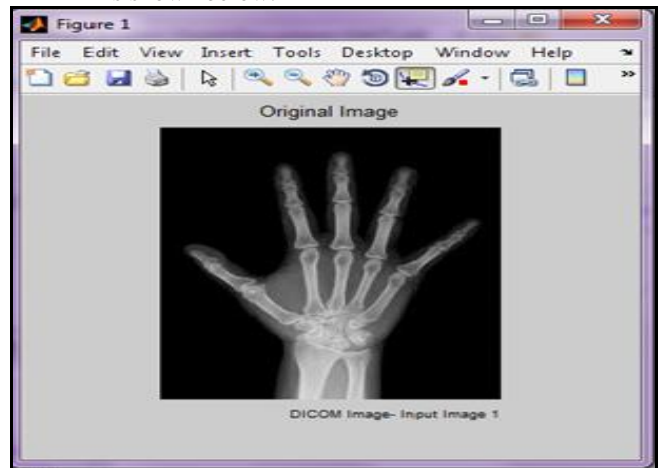 Figure 1
File Edit View Insert Tools Desktop Window Help
Original Image
DICOM Image- Input Image 1